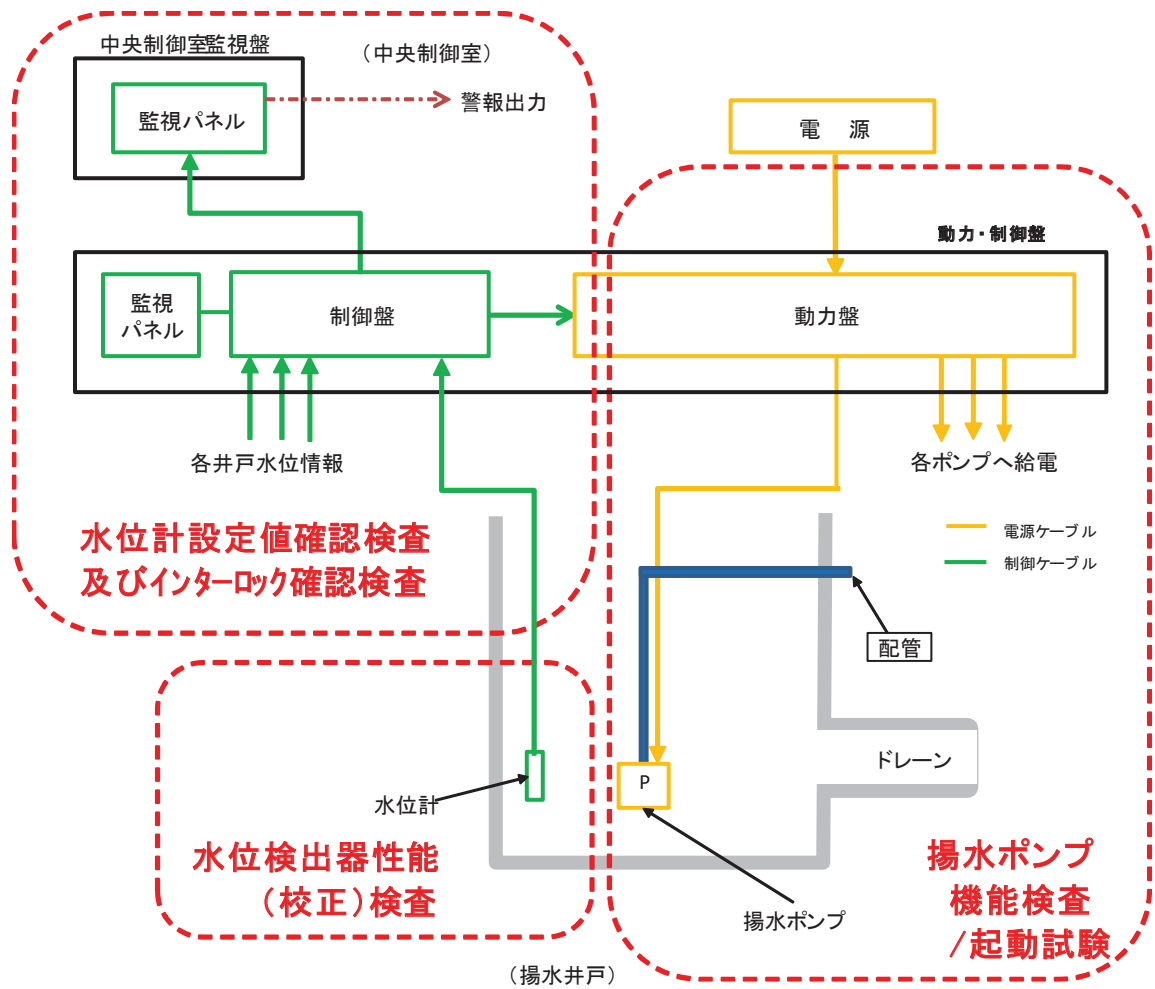 中央制御室監視盤
（中央制御室）
監視パネル
警報出力
電　源
動力・制御盤
監視
パネル
制御盤
動力盤
各井戸水位情報
各ポンプへ給電
水位計設定値確認検査
及びインターロック確認検査
電源ケーブル
制御ケーブル
配管
ドレーン
P
水位計
水位検出器性能
（校正）検査
揚水ポンプ
機能検査
/起動試験
揚水ポンプ
（揚水井戸）